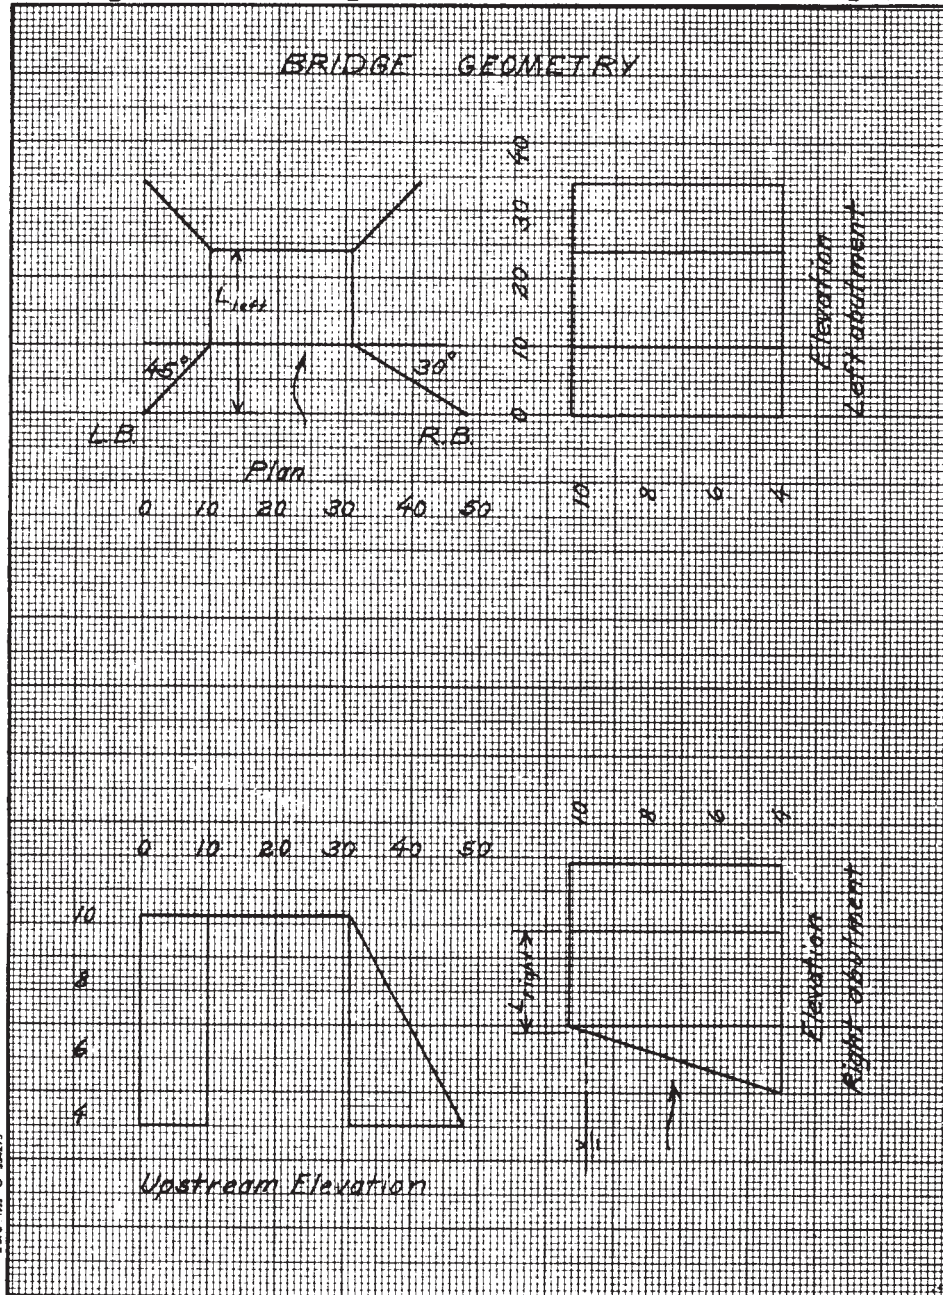 BRIDGE GEOMETRY
L left
45°
30°
L.B.
R.B.
Plan
0 10 20 30 40 50
0 10 20 30 40
10 8 6 4
Elevation
Left abutment
0 10 20 30 40 50
10
8
6
4
Upstream Elevation
10 8 6 4
L right
Elevation
Right abutment